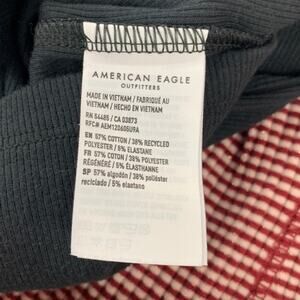 AMERICAN EAGLE
OUTFITTERS
MADE IN VIETNAM / FABRIQUÉ AU
VIETNAM / HECHO EN VIETNAM
RN 54485 / CA 03873
RFC# AEM120605U9A
EN 57% COTTON / 38% RECYCLED
POLYESTER / 5% ELASTANE
FR 57% COTON / 38% POLYESTER
RÉGÉNÉRÉ / 5% ÉLASTHANNE
SP 57% algodón / 38% poliéster
reciclado / 5% elastano